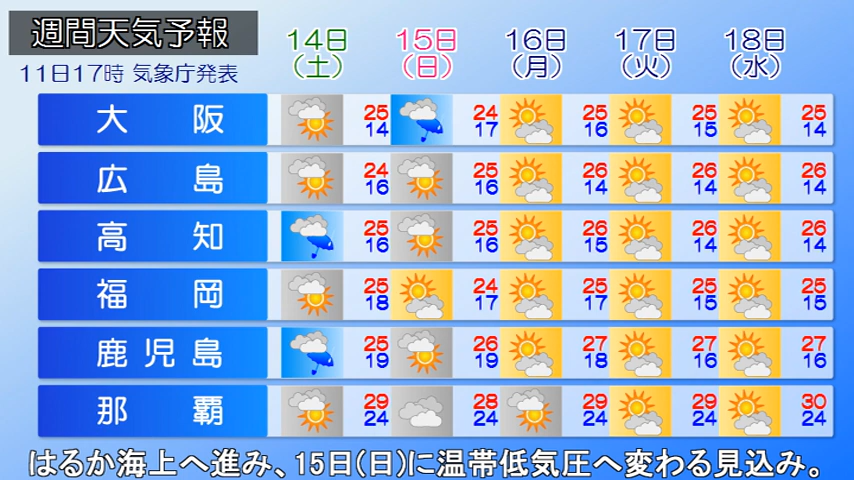 週間天気予報
11日17時 気象庁発表
14日 15日 16日 17日 18日
(土) (日) (月) (火) (水)
大阪 25 24 25 25 25
14 17 16 15 14
広島 24 25 26 26 26
16 16 14 14 14
高知 25 25 26 26 26
16 16 15 14 14
福岡 25 24 25 25 25
18 17 17 15 15
鹿児島 25 26 27 27 27
19 19 18 16 16
那覇 29 28 29 29 30
24 24 24 24 24
はるか海上へ進み、15日(日)に温帯低気圧へ変わる見込み。